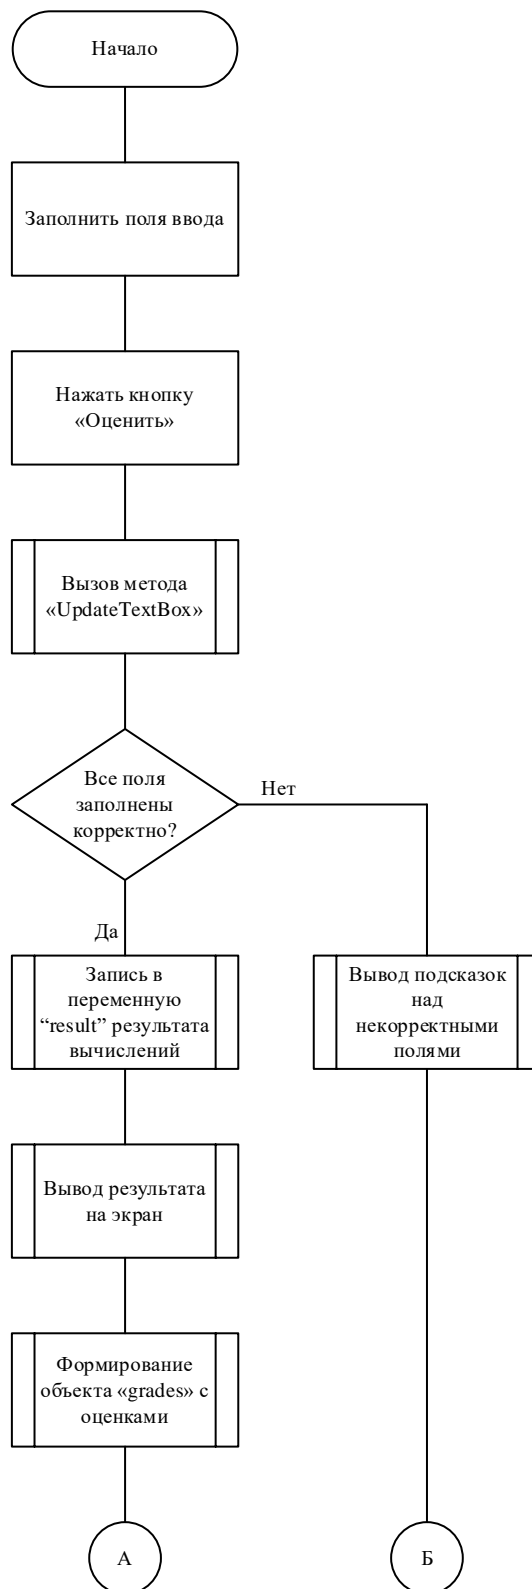 Начало
Заполнить поля ввода
Нажать кнопку
«Оценить»
Вызов метода
«UpdateTextBox»
Все поля
заполнены
корректно?
Нет
Да
Запись в
переменную
“result” результата
вычислений
Вывод подсказок
над
некорректными
полями
Вывод результата
на экран
Формирование
объекта «grades» с
оценками
А
Б